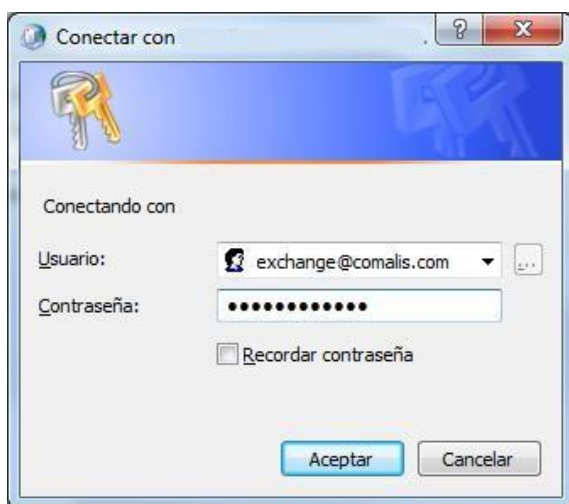 Conectar con
Conectando con
Usuario: exchange@comalis.com
Contraseña: ••••••••••••
Recordar contraseña
Aceptar Cancelar